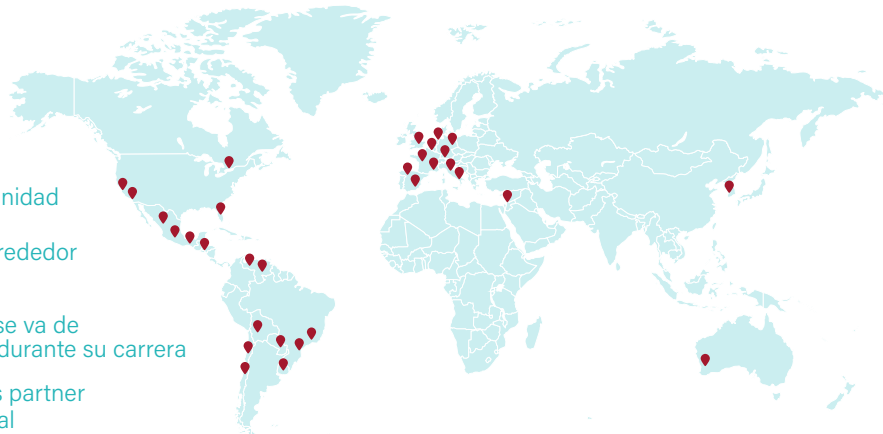 nidad
rededor
se va de
durante su carrera
s partner
al